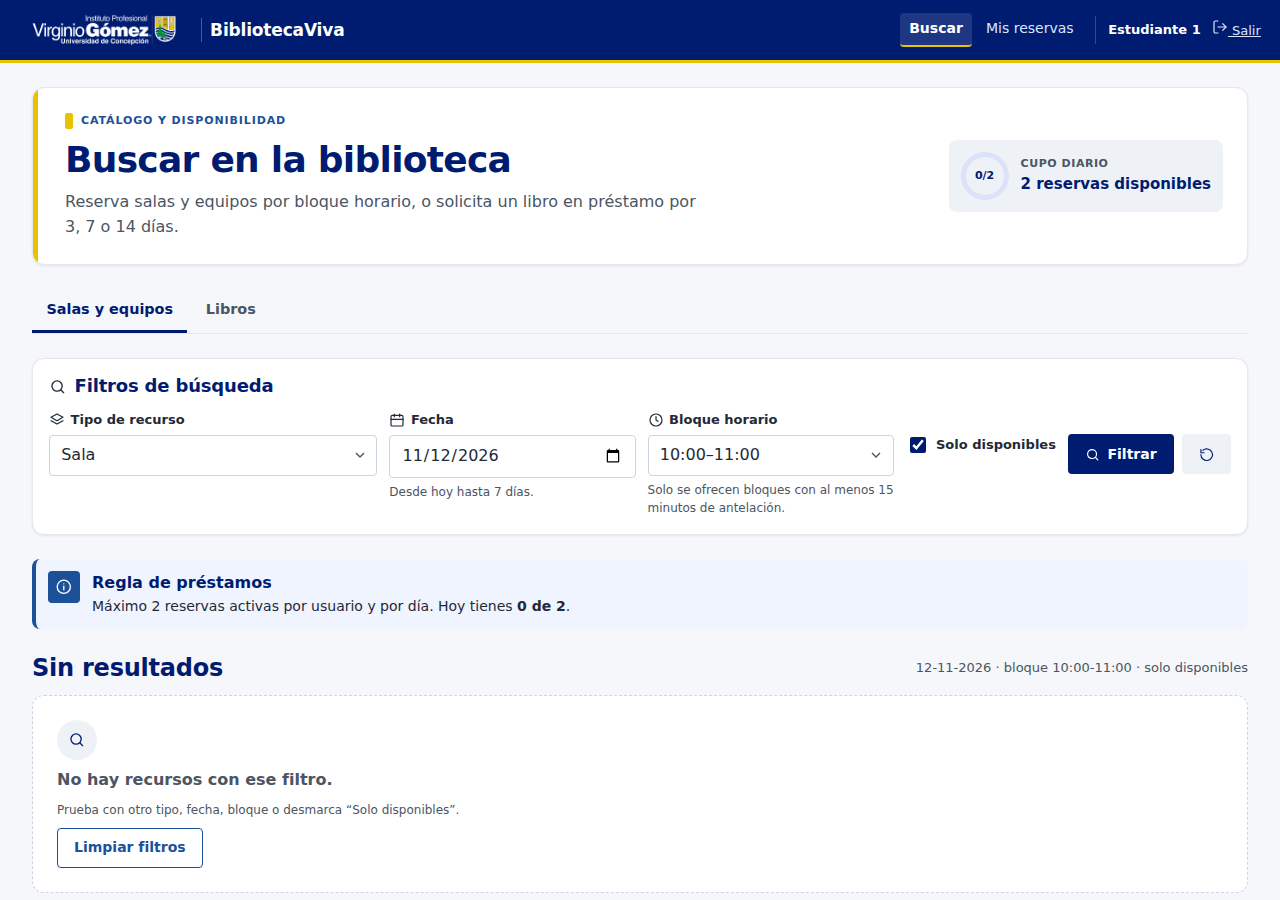 Instituto Profesional
VirginioGómez
Universidad de Concepción
BibliotecaViva
Buscar
Mis reservas
Estudiante 1
Salir
CATÁLOGO Y DISPONIBILIDAD
Buscar en la biblioteca
Reserva salas y equipos por bloque horario, o solicita un libro en préstamo por
3, 7 o 14 días.
0/2
CUPO DIARIO
2 reservas disponibles
Salas y equipos
Libros
Filtros de búsqueda
Tipo de recurso
Sala
Fecha
11/12/2026
Desde hoy hasta 7 días.
Bloque horario
10:00–11:00
Solo se ofrecen bloques con al menos 15
minutos de antelación.
Solo disponibles
Filtrar
Regla de préstamos
Máximo 2 reservas activas por usuario y por día. Hoy tienes 0 de 2.
Sin resultados
12-11-2026 · bloque 10:00-11:00 · solo disponibles
No hay recursos con ese filtro.
Prueba con otro tipo, fecha, bloque o desmarca “Solo disponibles”.
Limpiar filtros